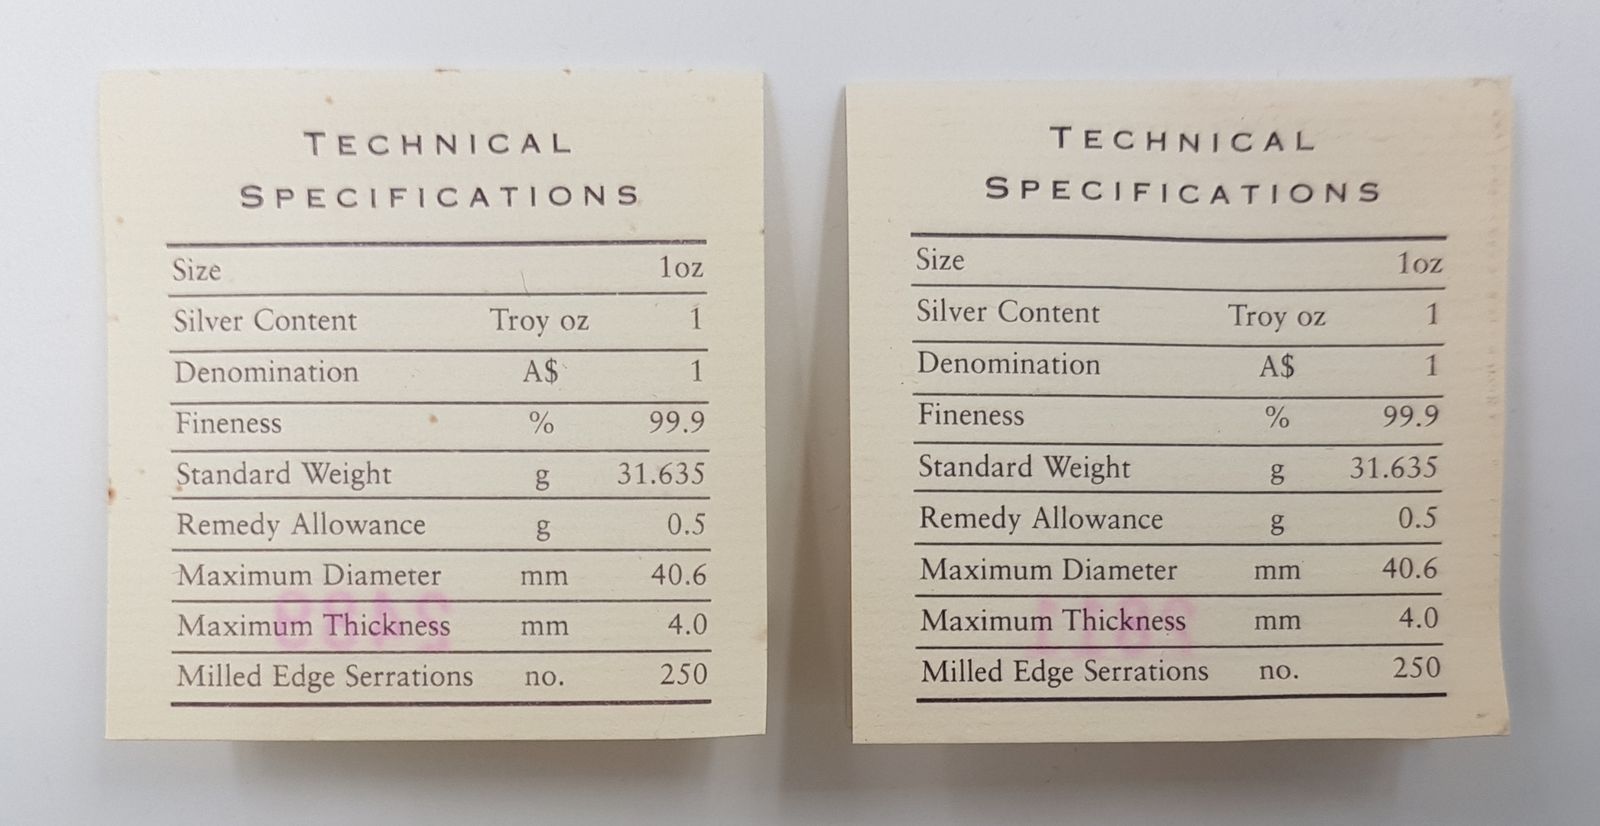 TECHNICAL
SPECIFICATIONS
Size 1oz
Silver Content Troy oz 1
Denomination A$ 1
Fineness % 99.9
Standard Weight g 31.635
Remedy Allowance g 0.5
Maximum Diameter mm 40.6
Maximum Thickness mm 4.0
Milled Edge Serrations no. 250
TECHNICAL
SPECIFICATIONS
Size 1oz
Silver Content Troy oz 1
Denomination A$ 1
Fineness % 99.9
Standard Weight g 31.635
Remedy Allowance g 0.5
Maximum Diameter mm 40.6
Maximum Thickness mm 4.0
Milled Edge Serrations no. 250